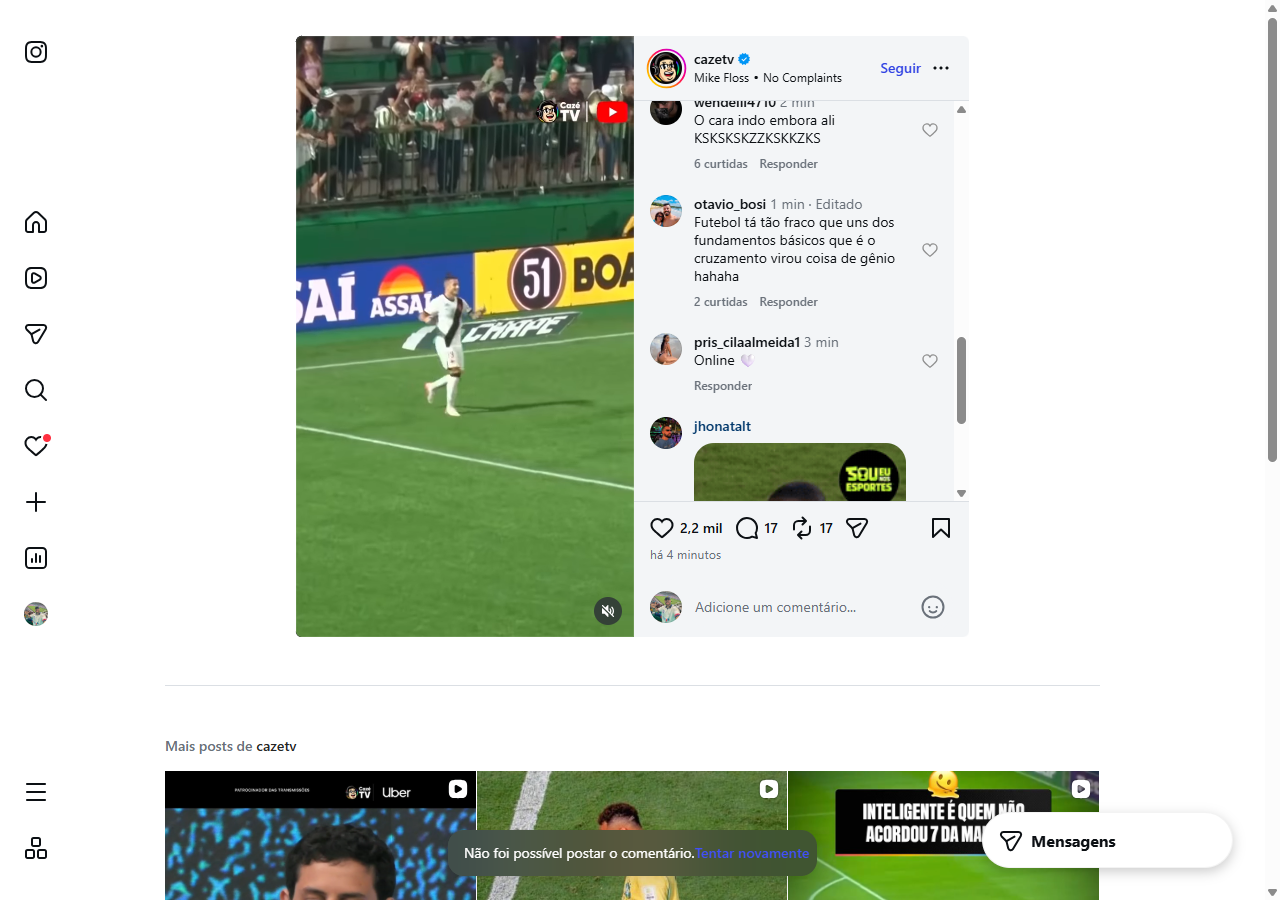 Cazé
TV
ASSAÍ
ASSAÍ
51
BOA
CHAPE
cazetv
Mike Floss • No Complaints
Seguir
wendelll4710 2 min
O cara indo embora ali
KSKSKSKZZKSKKZKS
6 curtidas Responder
otavio_bosi 1 min · Editado
Futebol tá tão fraco que uns dos
fundamentos básicos que é o
cruzamento virou coisa de gênio
hahaha
2 curtidas Responder
pris_cilaalmeida1 3 min
Online
Responder
jhonatalt
SOU EU
NOS
ESPORTES
2,2 mil 17 17
há 4 minutos
Adicione um comentário...
Mais posts de cazetv
PATROCINADOR DAS TRANSMISSÕES
Cazé
TV
Uber
INTELIGENTE É QUEM NÃO
ACORDOU 7 DA MA
Não foi possível postar o comentário. Tentar novamente
Mensagens